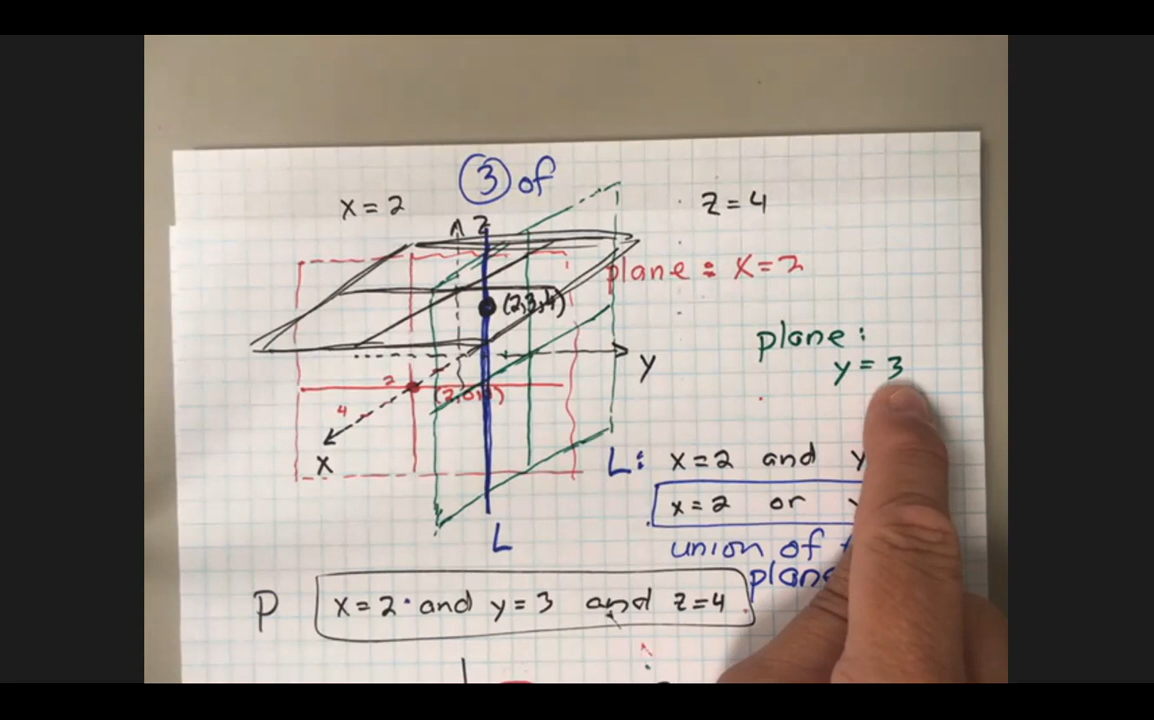 3 of
x = 2
z = 4
z
plane: x = 2
(2,3,4)
plane:
y = 3
y
2
(2,0,0)
4
x
L: x = 2 and y
x = 2 or y
union of
plane
L
P x = 2 and y = 3 and z = 4